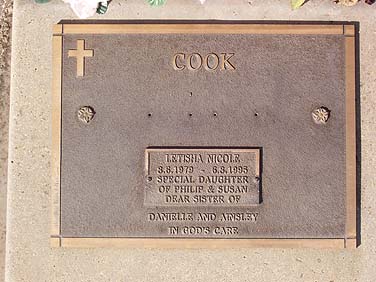 COOK
LETISHA NICOLE
3.8.1979 - 6.3.1995
SPECIAL DAUGHTER
OF PHILIP & SUSAN
DEAR SISTER OF
DANIELLE AND AINSLEY
IN GOD'S CARE